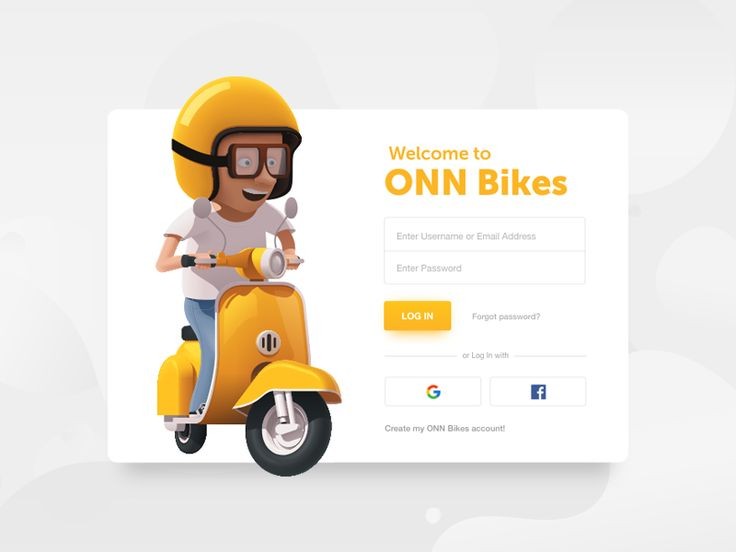 Welcome to
ONN Bikes
Enter Username or Email Address
Enter Password
LOG IN
Forgot password?
or Log In with
Create my ONN Bikes account!